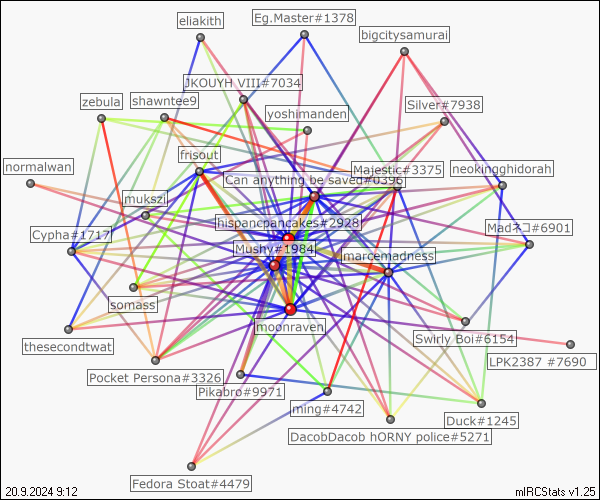 eliakith
Eg.Master#1378
bigcitysamurai
JKOUYH VIII#7034
zebula
shawntee9
yoshimanden
Silver#7938
frisout
normalwan
Majestic#3375
neokingghidorah
Can anything be saved#0396
mukszi
hispancpancakes#2928
Cypha#1717
Madネコ#6901
Mushy#1984
marcemadness
somass
moonraven
Swirly Boi#6154
thesecondtwat
LPK2387 #7690
Pocket Persona#3326
Pikabro#9971
ming#4742
Duck#1245
DacobDacob hORNY police#5271
Fedora Stoat#4479
20.9.2024 9:12
mIRCStats v1.25